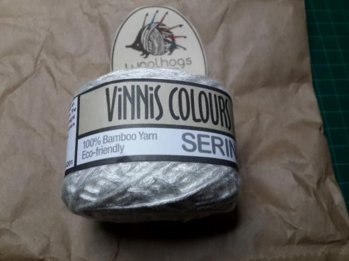 woolhogs
ViNNiS COLOURS
100% Bamboo Yarn
Eco-friendly
SERIN